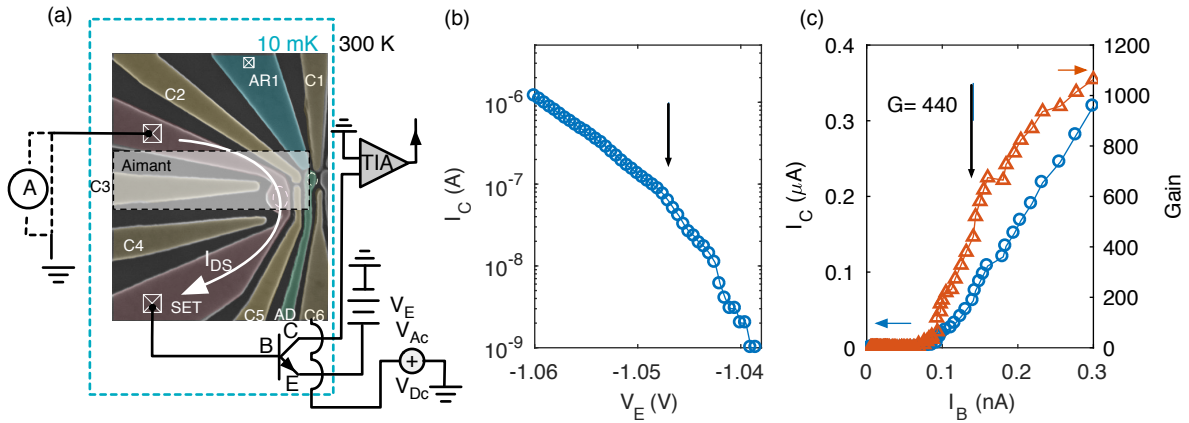 (a)
10 mK
300 K
AR1
C1
C2
TIA
Aimant
A
C3
C4
I_DS
SET
C5
AD
C6
V_E
V_Ac
V_Dc
B
C
E
+
(b)
10^-6
10^-7
10^-8
10^-9
I_C (A)
-1.06
-1.05
-1.04
V_E (V)
(c)
0.4
0.3
0.2
0.1
0
I_C (μA)
G= 440
1200
1000
800
600
400
200
0
Gain
0
0.1
0.2
0.3
I_B (nA)